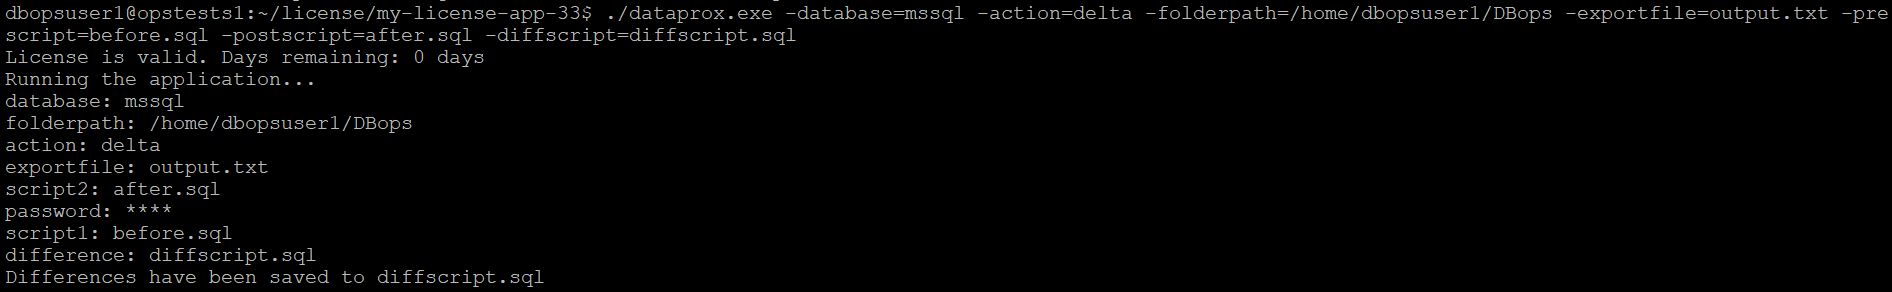 dbopsuser1@opstests1:~/license/my-license-app-33$ ./dataprox.exe -database=mssql -action=delta -folderpath=/home/dbopsuser1/DBops -exportfile=output.txt -pre
script=before.sql -postscript=after.sql -diffscript=diffscript.sql
License is valid. Days remaining: 0 days
Running the application...
database: mssql
folderpath: /home/dbopsuser1/DBops
action: delta
exportfile: output.txt
script2: after.sql
password: ****
script1: before.sql
difference: diffscript.sql
Differences have been saved to diffscript.sql